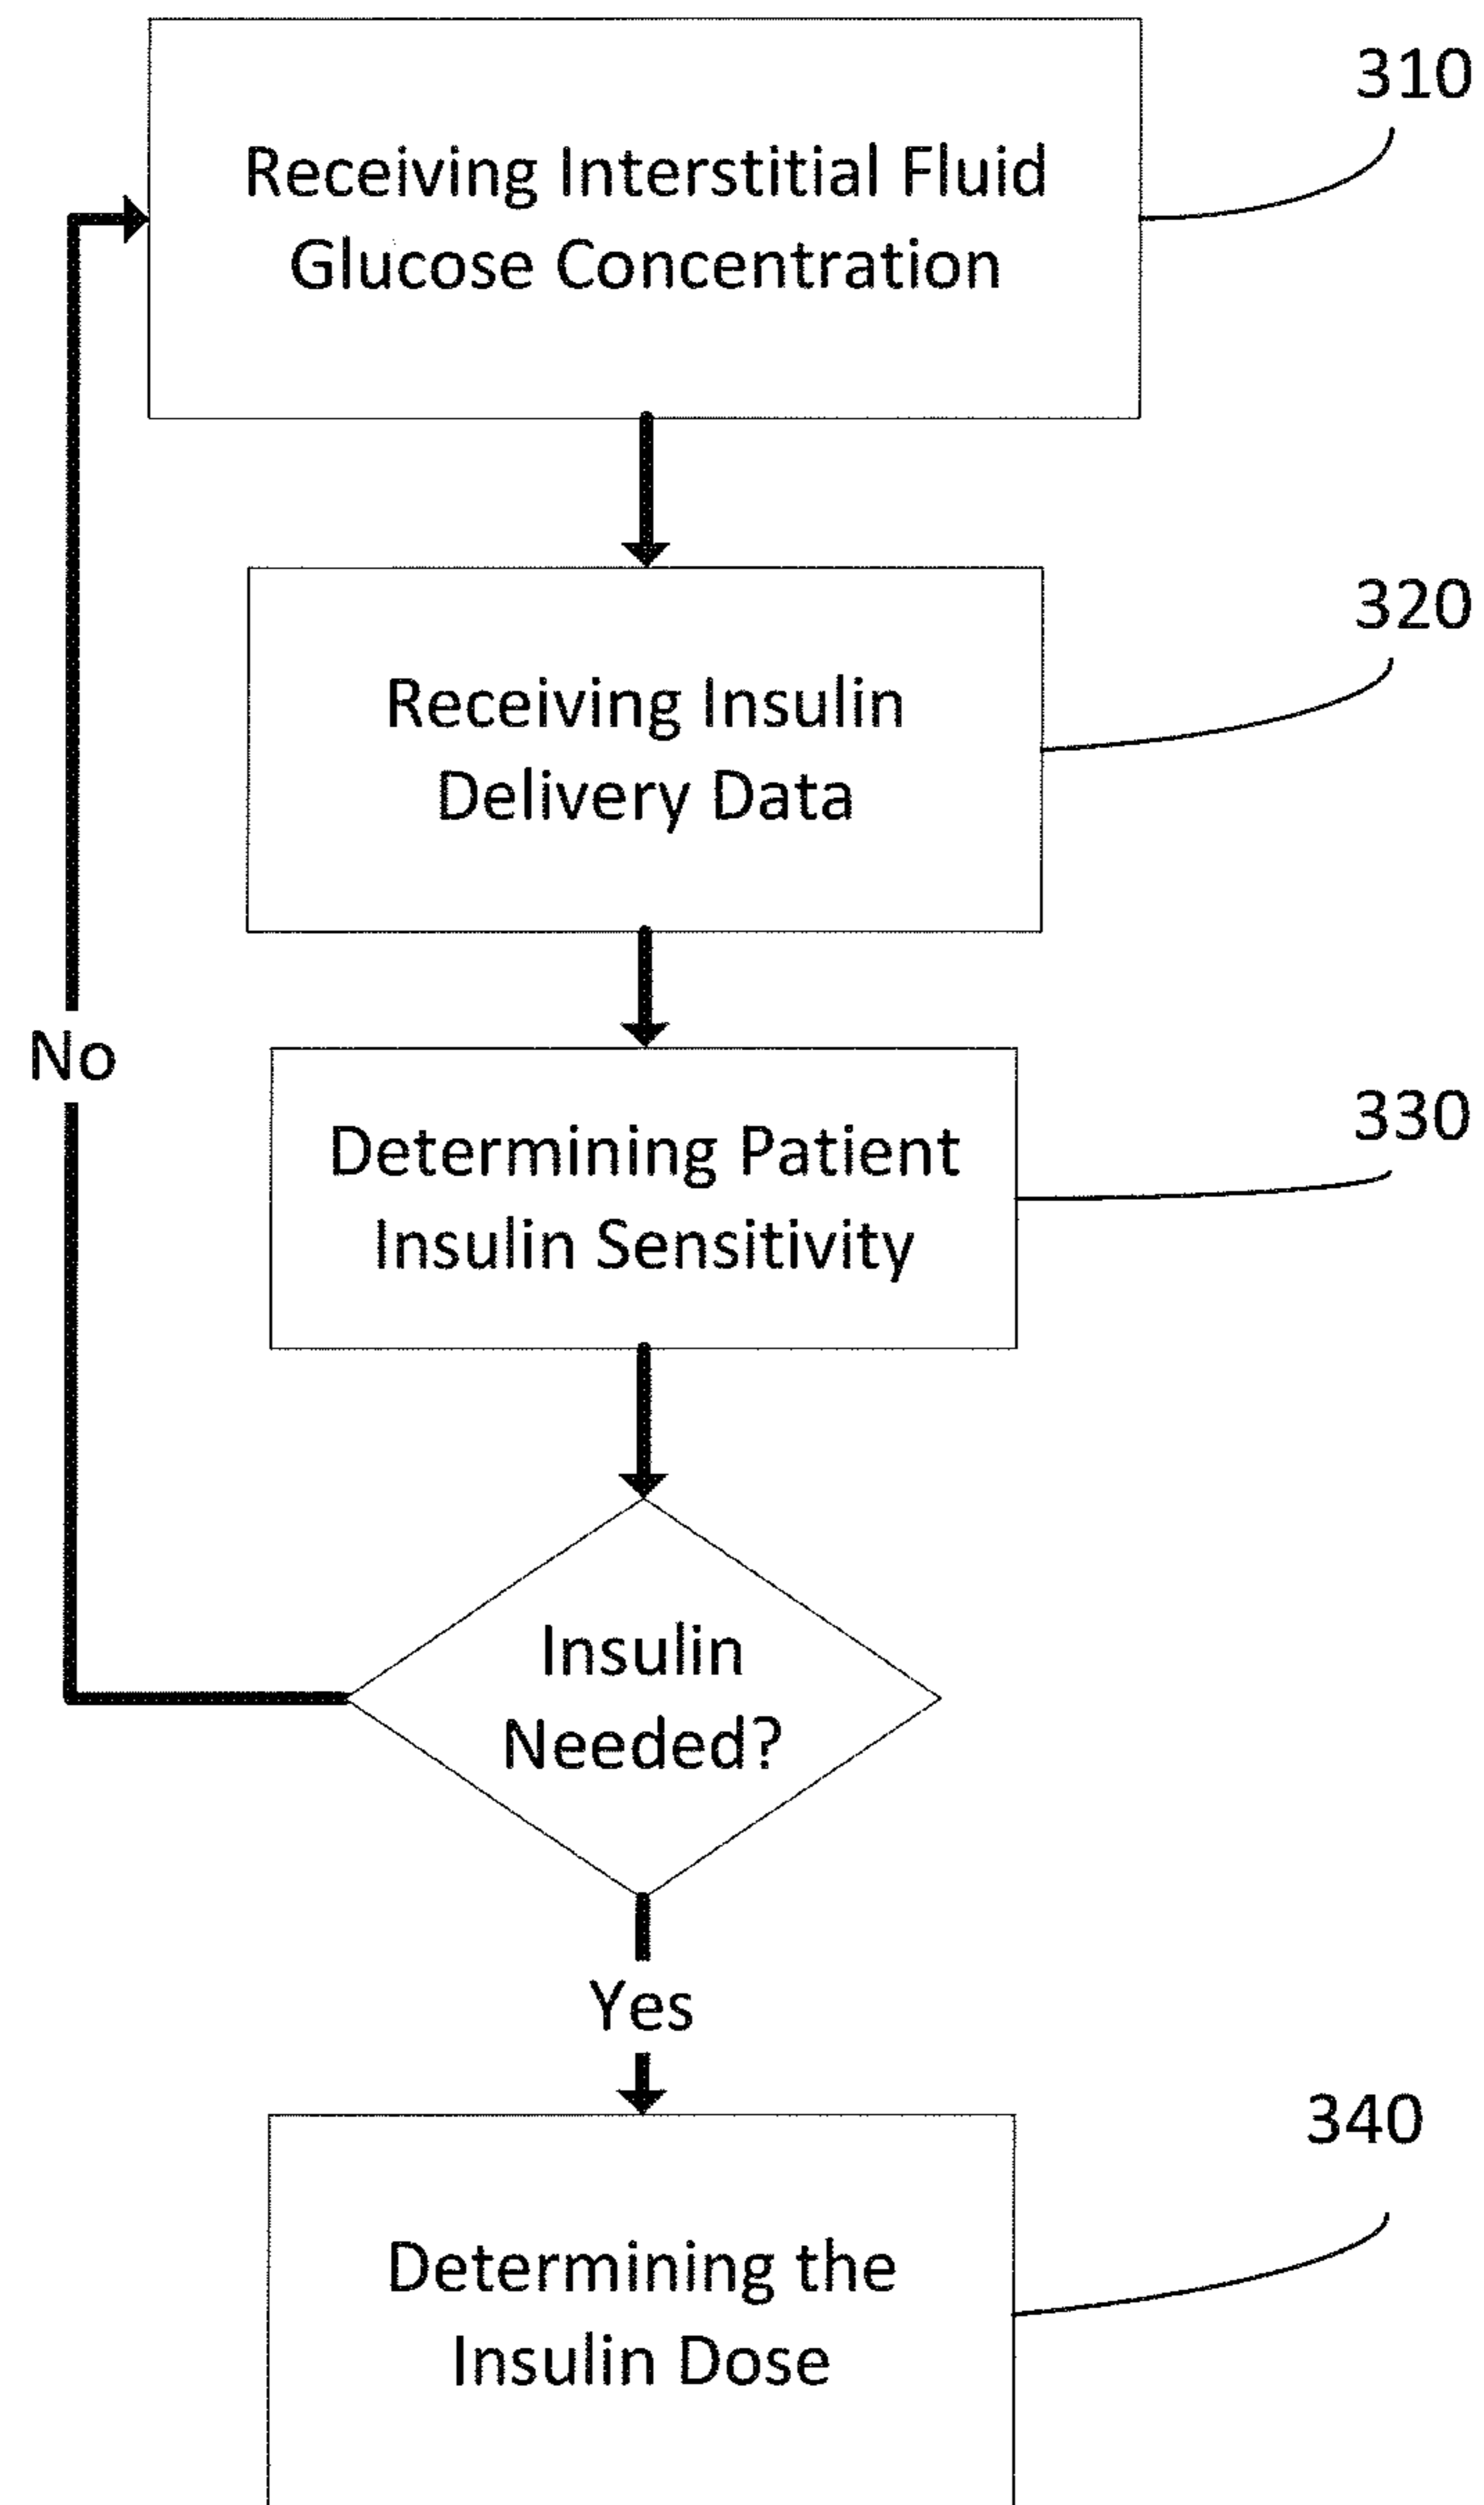 310
Receiving Interstitial Fluid
Glucose Concentration
320
Receiving Insulin
Delivery Data
No
330
Determining Patient
Insulin Sensitivity
Insulin
Needed?
Yes
340
Determining the
Insulin Dose